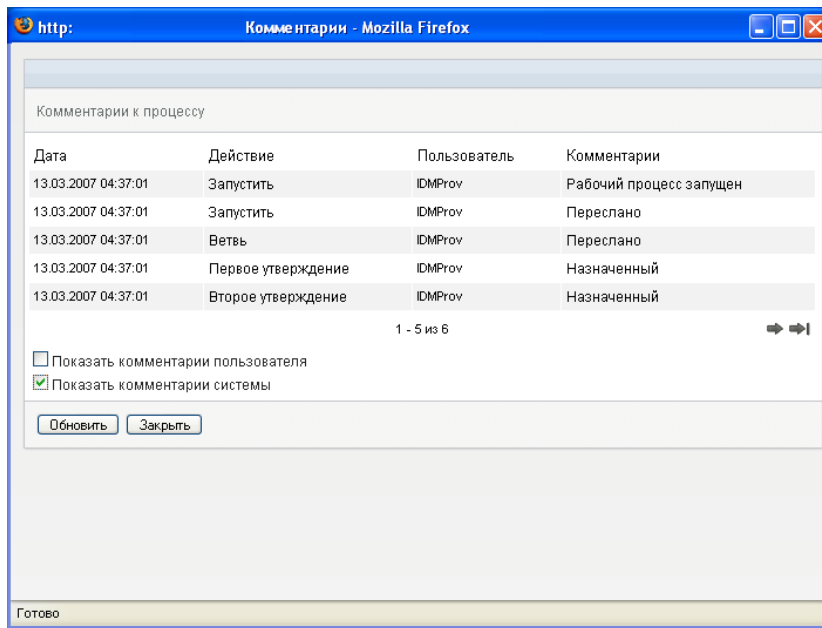 http: Комментарии - Mozilla Firefox
Комментарии к процессу
Дата Действие Пользователь Комментарии
13.03.2007 04:37:01 Запустить IDMProv Рабочий процесс запущен
13.03.2007 04:37:01 Запустить IDMProv Переслано
13.03.2007 04:37:01 Ветвь IDMProv Переслано
13.03.2007 04:37:01 Первое утверждение IDMProv Назначенный
13.03.2007 04:37:01 Второе утверждение IDMProv Назначенный
1 - 5 из 6
Показать комментарии пользователя
Показать комментарии системы
Обновить Закрыть
Готово